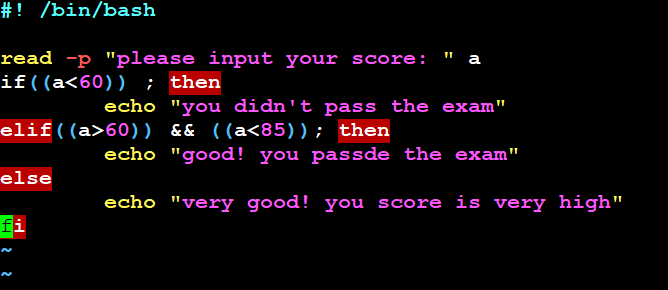 #! /bin/bash
read -p "please input your score: " a
if((a<60)) ; then
echo "you didn't pass the exam"
elif((a>60)) && ((a<85)); then
echo "good! you passde the exam"
else
echo "very good! you score is very high"
fi
~
~